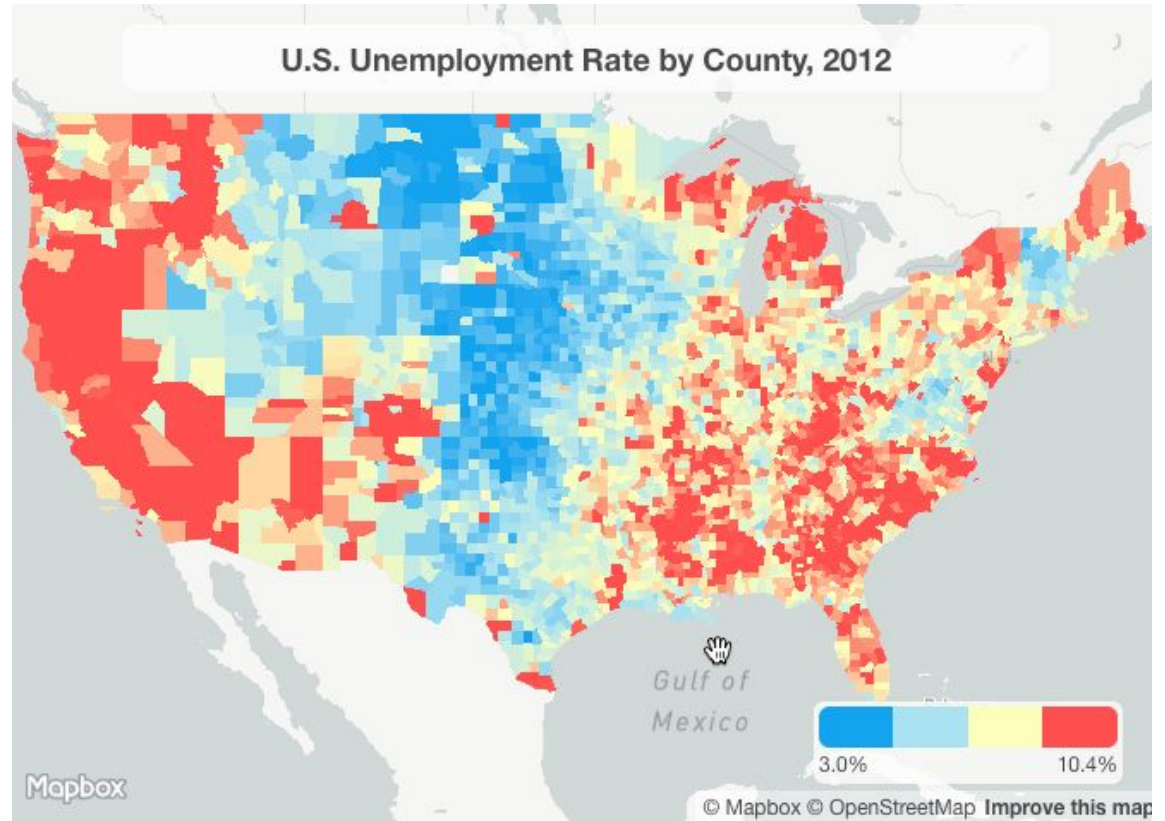 U.S. Unemployment Rate by County, 2012
Gulf of
Mexico
3.0%
10.4%
Mapbox
© Mapbox © OpenStreetMap Improve this map